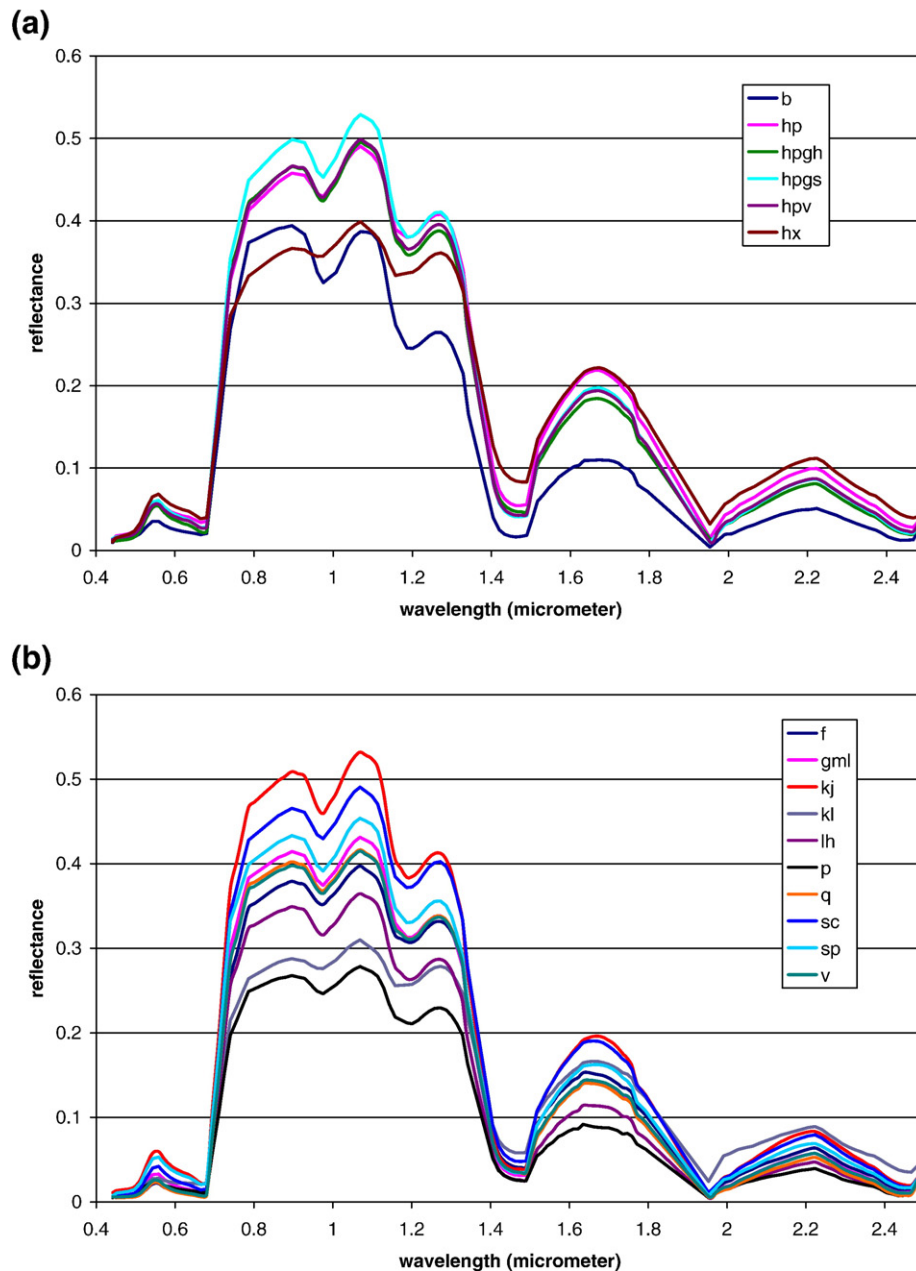 (a)
0.6
0.5
0.4
0.3
0.2
0.1
0
reflectance
b
hp
hpgh
hpgs
hpv
hx
0.4 0.6 0.8 1 1.2 1.4 1.6 1.8 2 2.2 2.4
wavelength (micrometer)
(b)
0.6
0.5
0.4
0.3
0.2
0.1
0
reflectance
f
gml
kj
kl
lh
p
q
sc
sp
v
0.4 0.6 0.8 1 1.2 1.4 1.6 1.8 2 2.2 2.4
wavelength (micrometer)